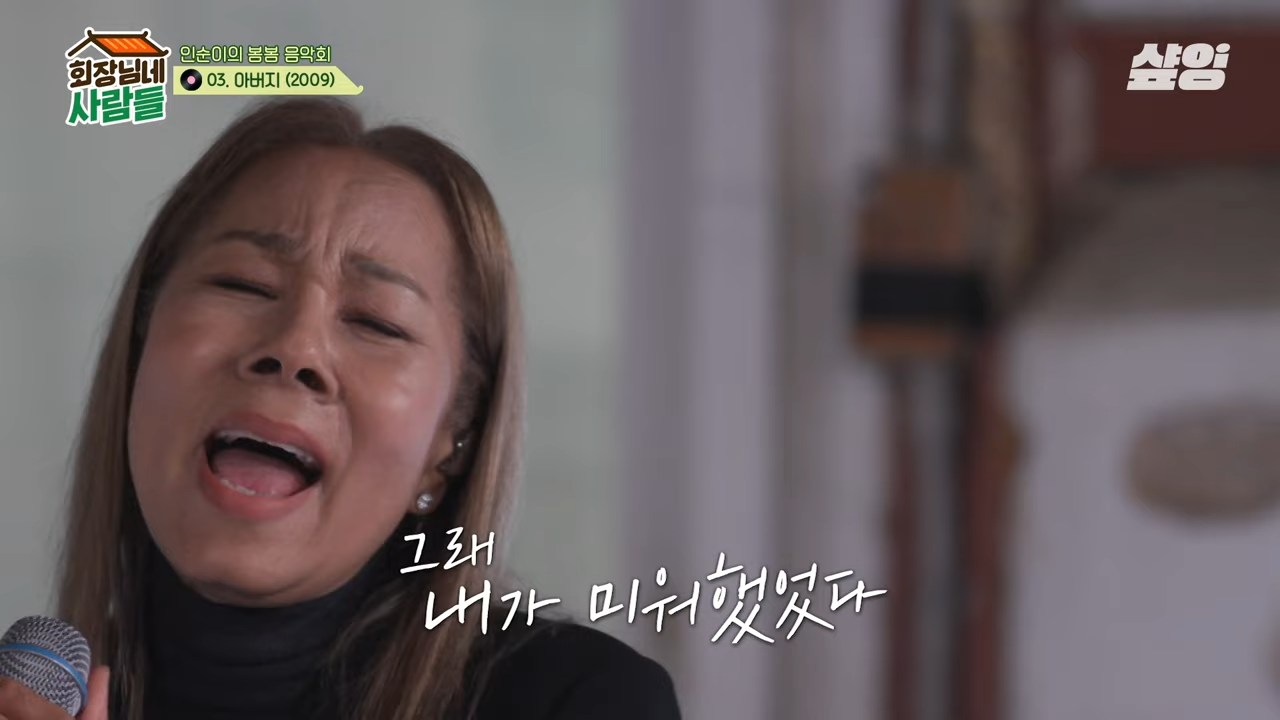 회장님네
사람들
인순이의 봄봄 음악회
03. 아버지 (2009)
샾잉
그래
내가 미워했었다